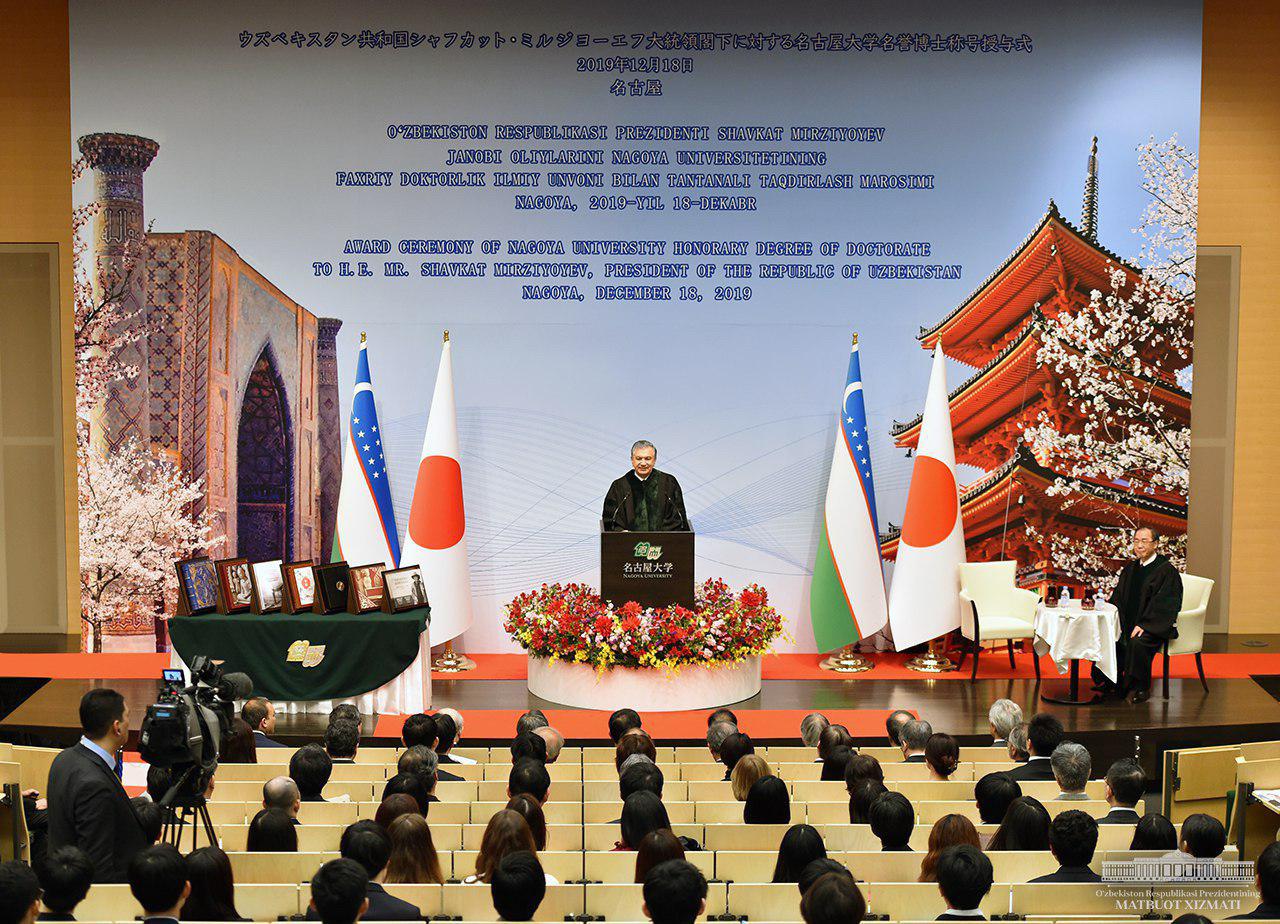 ウズベキスタン共和国シャフカット・ミルジヨーエフ大統領閣下に対する名古屋大学名誉博士称号授与式
2019年12月18日
名古屋
O‘ZBEKISTON RESPUBLIKASI PREZIDENTI SHAVKAT MIRZIYOYEV
JANOBI OLIYLARINI NAGOYA UNIVERSITETINING
FAXRIY DOKTORLIK ILMIY UNVONI BILAN TANTANALI TAQDIRLASH MAROSIMI
NAGOYA, 2019-YIL 18-DEKABR
AWARD CEREMONY OF NAGOYA UNIVERSITY HONORARY DEGREE OF DOCTORATE
TO H.E. MR. SHAVKAT MIRZIYOYEV, PRESIDENT OF THE REPUBLIC OF UZBEKISTAN
NAGOYA, DECEMBER 18, 2019
名古屋大学
NAGOYA UNIVERSITY
O‘zbekiston Respublikasi Prezidentining
MATBUOT XIZMATI